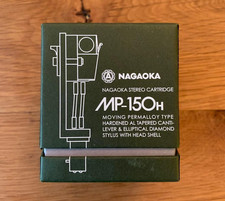 NAGAOKA
NAGAOKA STEREO CARTRIDGE
MP-150H
MOVING PERMALLOY TYPE
HARDENED AL TAPERED CANTI-
LEVER & ELLIPTICAL DIAMOND
STYLUS WITH HEAD SHELL